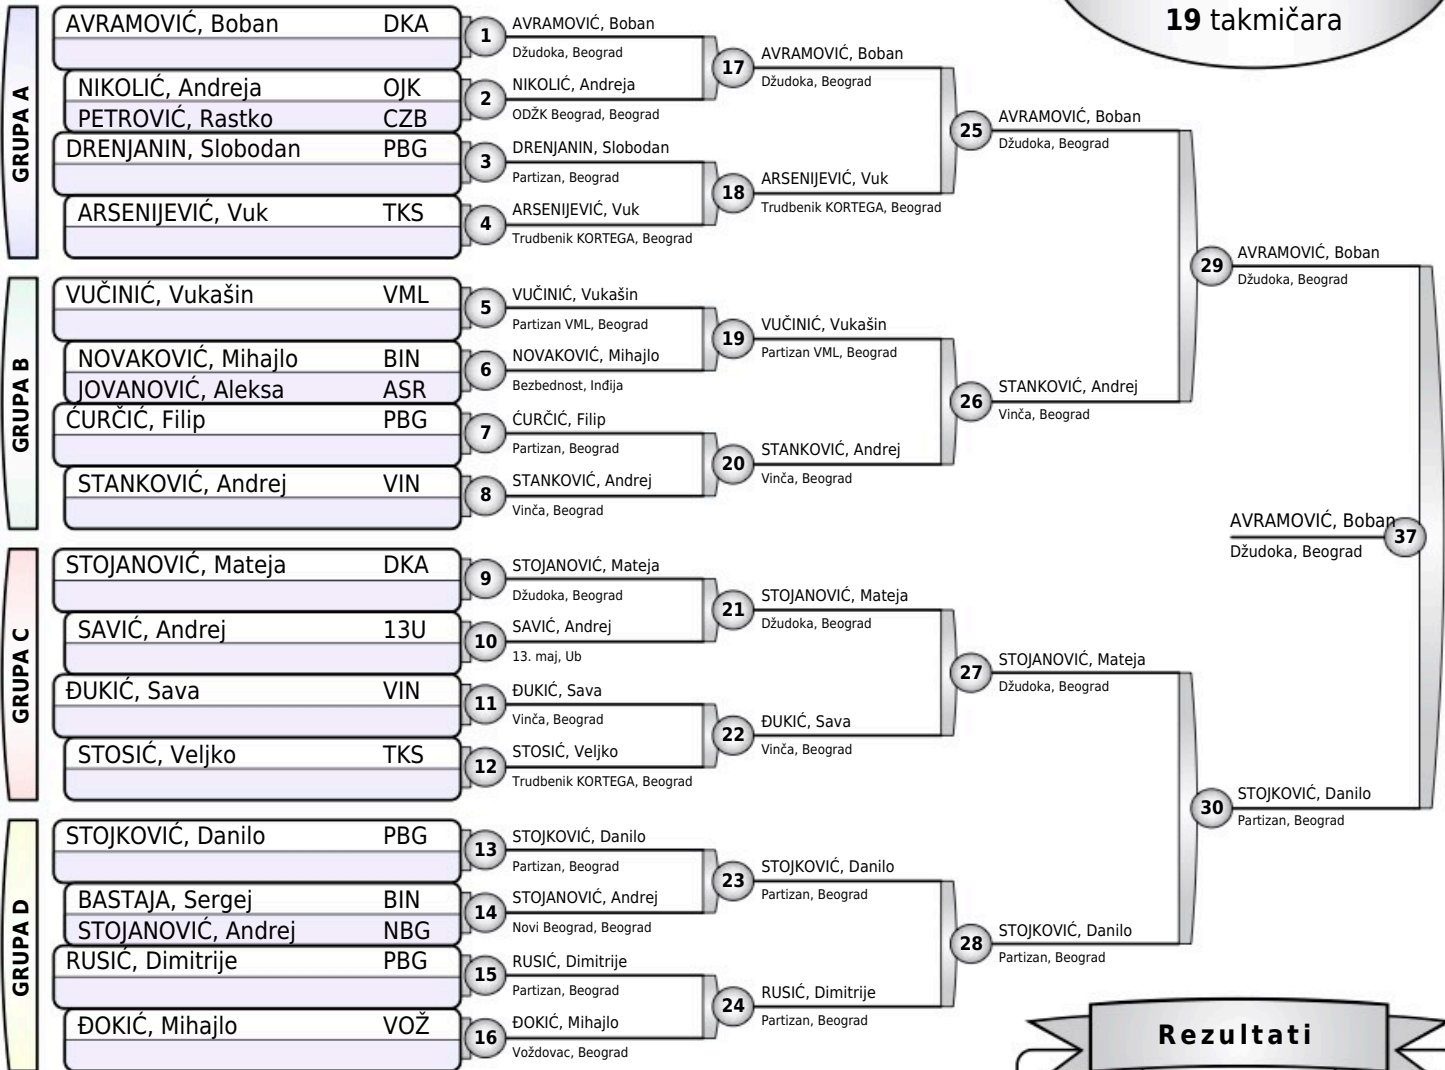 19 takmičara
GRUPA A
AVRAMOVIĆ, Boban DKA
NIKOLIĆ, Andreja OJK
PETROVIĆ, Rastko CZB
DRENJANIN, Slobodan PBG
ARSENIJEVIĆ, Vuk TKS
GRUPA B
VUČINIĆ, Vukašin VML
NOVAKOVIĆ, Mihajlo BIN
JOVANOVIĆ, Aleksa ASR
ĆURČIĆ, Filip PBG
STANKOVIĆ, Andrej VIN
GRUPA C
STOJANOVIĆ, Mateja DKA
SAVIĆ, Andrej 13U
ĐUKIĆ, Sava VIN
STOSIĆ, Veljko TKS
GRUPA D
STOJKOVIĆ, Danilo PBG
BASTAJA, Sergej BIN
STOJANOVIĆ, Andrej NBG
RUSIĆ, Dimitrije PBG
ĐOKIĆ, Mihajlo VOŽ
1 AVRAMOVIĆ, Boban
Džudoka, Beograd
2 NIKOLIĆ, Andreja
ODŽK Beograd, Beograd
3 DRENJANIN, Slobodan
Partizan, Beograd
4 ARSENIJEVIĆ, Vuk
Trudbenik KORTEGA, Beograd
5 VUČINIĆ, Vukašin
Partizan VML, Beograd
6 NOVAKOVIĆ, Mihajlo
Bezbednost, Inđija
7 ĆURČIĆ, Filip
Partizan, Beograd
8 STANKOVIĆ, Andrej
Vinča, Beograd
9 STOJANOVIĆ, Mateja
Džudoka, Beograd
10 SAVIĆ, Andrej
13. maj, Ub
11 ĐUKIĆ, Sava
Vinča, Beograd
12 STOSIĆ, Veljko
Trudbenik KORTEGA, Beograd
13 STOJKOVIĆ, Danilo
Partizan, Beograd
14 STOJANOVIĆ, Andrej
Novi Beograd, Beograd
15 RUSIĆ, Dimitrije
Partizan, Beograd
16 ĐOKIĆ, Mihajlo
Voždovac, Beograd
17 AVRAMOVIĆ, Boban
Džudoka, Beograd
18 ARSENIJEVIĆ, Vuk
Trudbenik KORTEGA, Beograd
19 VUČINIĆ, Vukašin
Partizan VML, Beograd
20 STANKOVIĆ, Andrej
Vinča, Beograd
21 STOJANOVIĆ, Mateja
Džudoka, Beograd
22 ĐUKIĆ, Sava
Vinča, Beograd
23 STOJKOVIĆ, Danilo
Partizan, Beograd
24 RUSIĆ, Dimitrije
Partizan, Beograd
25 AVRAMOVIĆ, Boban
Džudoka, Beograd
26 STANKOVIĆ, Andrej
Vinča, Beograd
27 STOJANOVIĆ, Mateja
Džudoka, Beograd
28 STOJKOVIĆ, Danilo
Partizan, Beograd
29 AVRAMOVIĆ, Boban
Džudoka, Beograd
30 STOJKOVIĆ, Danilo
Partizan, Beograd
AVRAMOVIĆ, Boban 37
Džudoka, Beograd
Rezultati